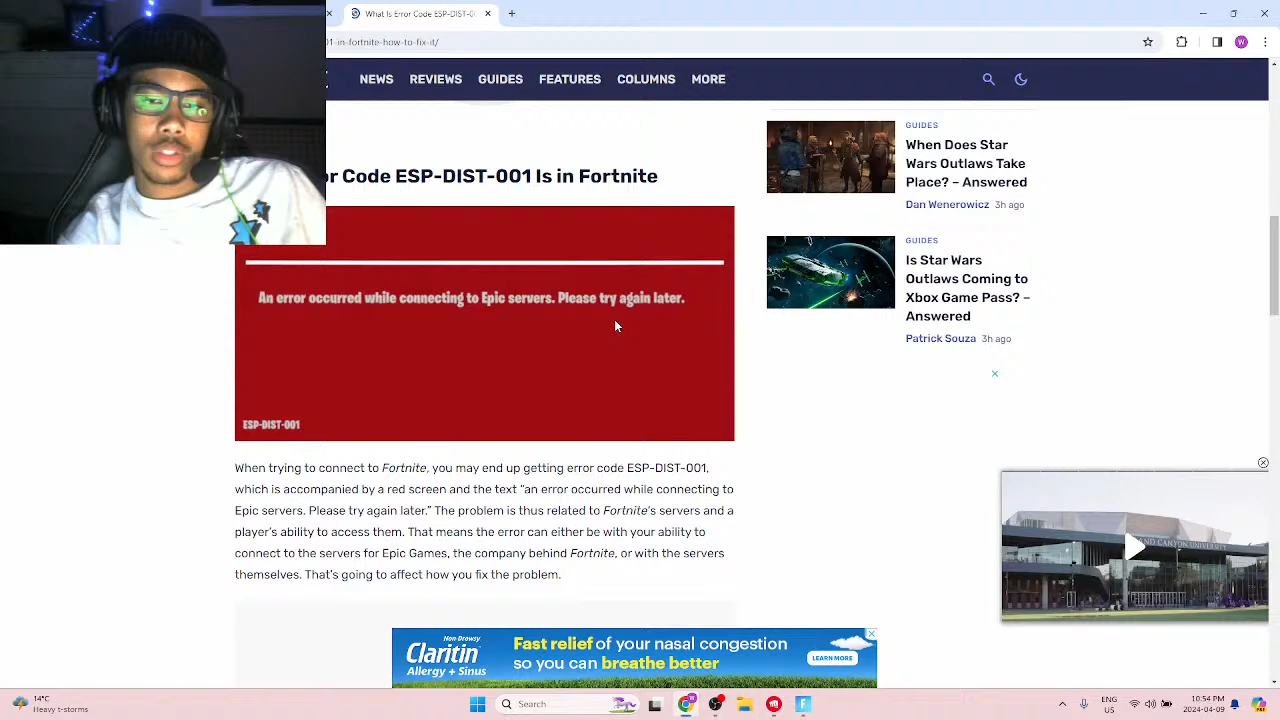 What Is Error Code ESP-D
01-in-fortnite-how-to-fix-it/
NEWS REVIEWS GUIDES FEATURES COLUMNS MORE
r Code ESP-DIST-001 Is in Fortnite
An error occurred while connecting to Epic servers. Please try again later.
ESP-DIST-001
When trying to connect to Fortnite, you may end up getting error code ESP-DIST-001,
which is accompanied by a red screen and the text “an error occurred while connecting to
Epic servers. Please try again later.” The problem is thus related to Fortnite’s servers and a
player’s ability to access them. That means the error can either be with your ability to
connect to the servers for Epic Games, the company behind Fortnite, or with the servers
themselves. That’s going to affect how you fix the problem.
GUIDES
When Does Star
Wars Outlaws Take
Place? – Answered
Dan Wenerowicz 3h ago
GUIDES
Is Star Wars
Outlaws Coming to
Xbox Game Pass? –
Answered
Patrick Souza 3h ago
AND CANYON UNIVERSITY
Non-Drowsy
Claritin
Allergy + Sinus
Fast relief of your nasal congestion
so you can breathe better
LEARN MORE
14°C
Heavy t-storms
Search
ENG
US
10:54 PM
2024-04-09